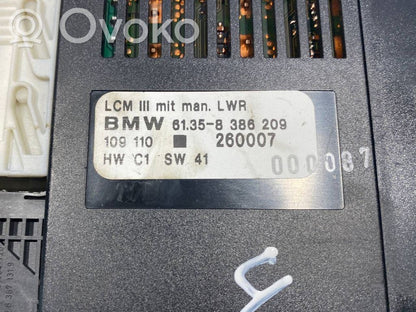 OVOKO
LCM III mit man. LWR
BMW 61.35-8 386 209
109 110 ■ 260007
HW C1 SW 41
000087